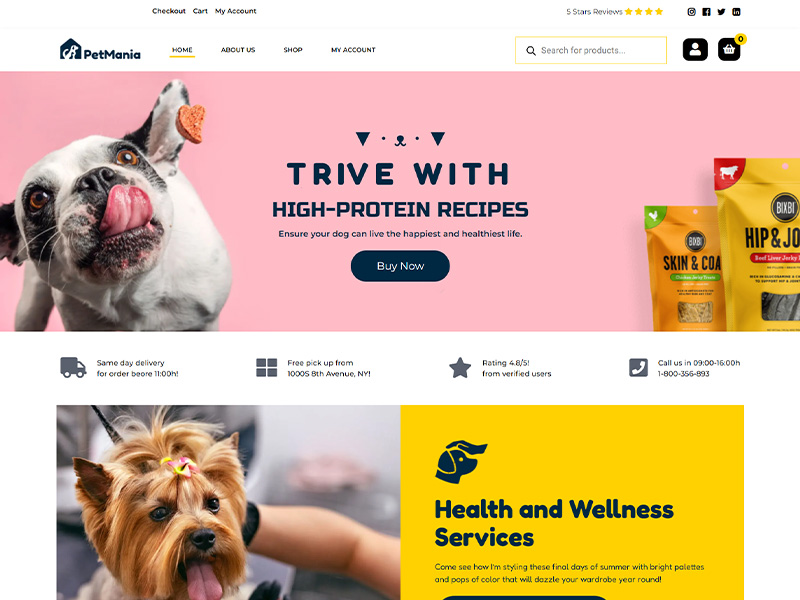 Checkout Cart My Account
5 Stars Reviews
PetMania
HOME ABOUT US SHOP MY ACCOUNT
Search for products...
0
TRIVE WITH
HIGH-PROTEIN RECIPES
Ensure your dog can live the happiest and healthiest life.
Buy Now
BIXBI
SKIN & COA
Chicken Jerky Treats
BIXBI
HIP & JO
Beef Liver Jerky
Same day delivery
for order beore 11:00h!
Free pick up from
1000S 8th Avenue, NY!
Rating 4.8/5!
from verified users
Call us in 09:00-16:00h
1-800-356-893
Health and Wellness
Services
Come see how I'm styling these final days of summer with bright palettes
and pops of color that will dazzle your wardrobe year round!